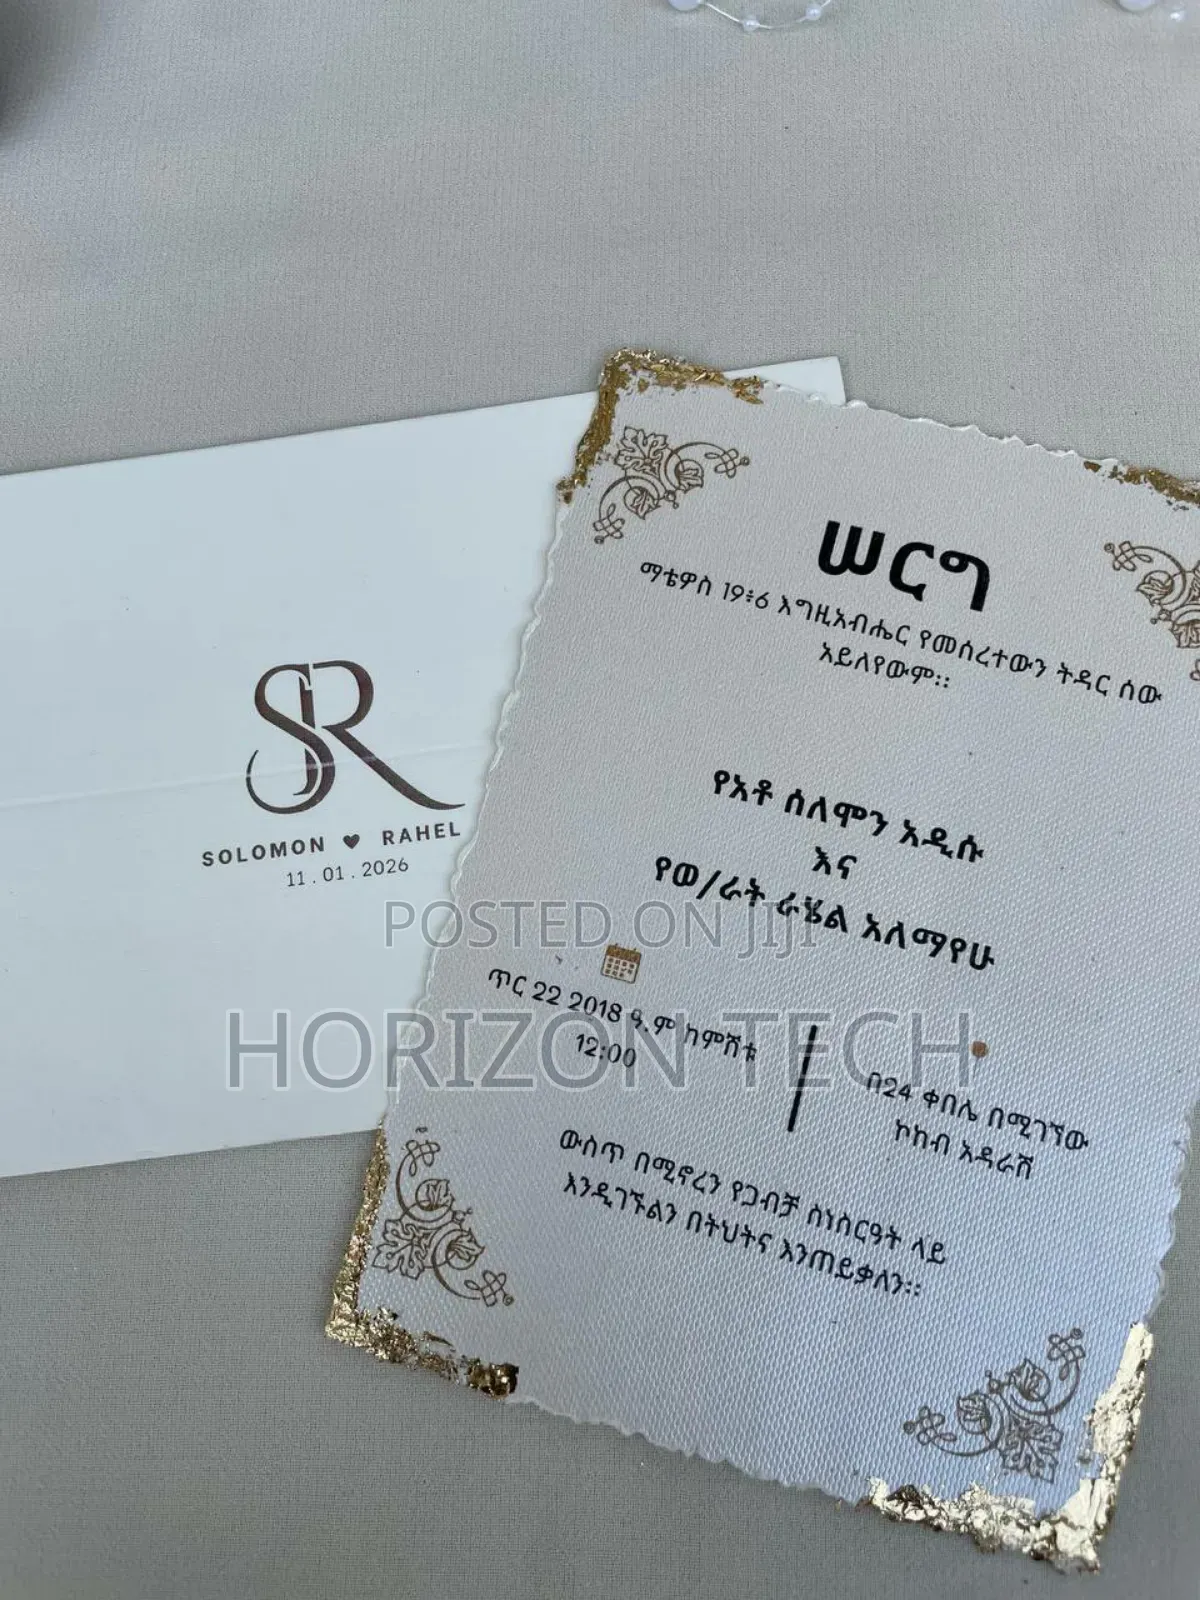 SR
SOLOMON ♥ RAHEL
11.01.2026
ሠርግ
ማቴዎስ 19፥6 እግዚአብሔር የመሰረተውን ትዳር ሰው
አይለየውም።
የአቶ ሰለሞን አዲሱ
እና
የወ/ራት ራሄል አለማየሁ
ጥር 22 2018 ዓ.ም ከምሽቱ
12:00
በ24 ቀበሌ በሚገኘው
ኮከብ አዳራሽ
ውስጥ በሚኖረን የጋብቻ ስነስርዓት ላይ
እንዲገኙልን በትህትና እንጠይቃለን።
POSTED ON JIJI
HORIZON TECH